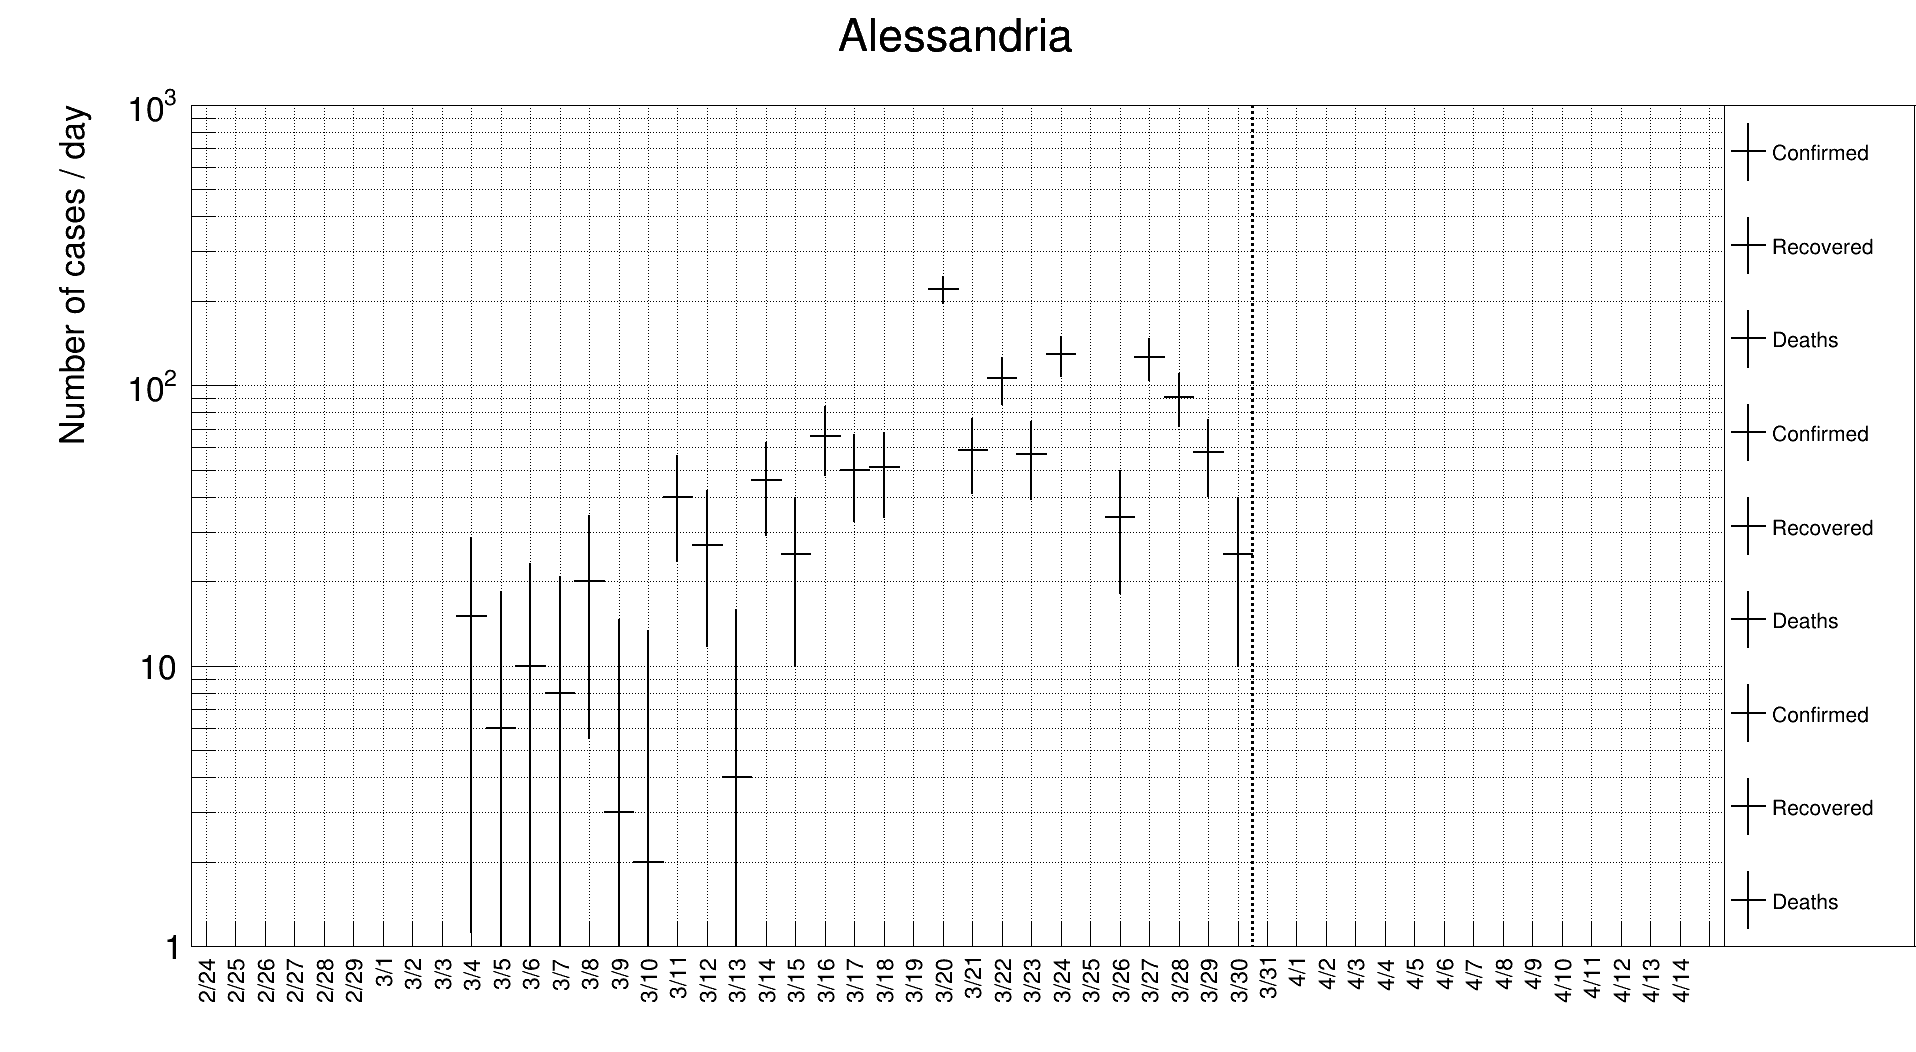 Alessandria
Number of cases / day
10³
10²
10
1
2/24 2/25 2/26 2/27 2/28 2/29 3/1 3/2 3/3 3/4 3/5 3/6 3/7 3/8 3/9 3/10 3/11 3/12 3/13 3/14 3/15 3/16 3/17 3/18 3/19 3/20 3/21 3/22 3/23 3/24 3/25 3/26 3/27 3/28 3/29 3/30 3/31 4/1 4/2 4/3 4/4 4/5 4/6 4/7 4/8 4/9 4/10 4/11 4/12 4/13 4/14
Confirmed
Recovered
Deaths
Confirmed
Recovered
Deaths
Confirmed
Recovered
Deaths